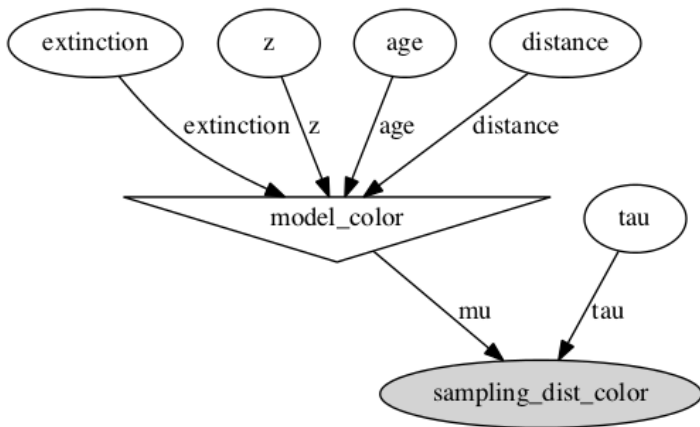 extinction z age distance
extinction z age distance
model_color
tau
mu tau
sampling_dist_color